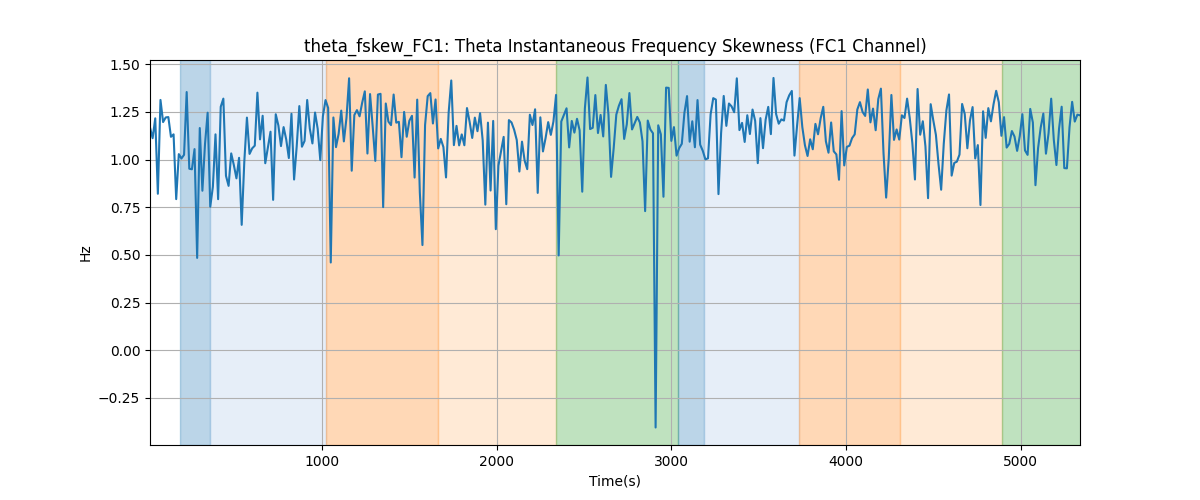 theta_fskew_FC1: Theta Instantaneous Frequency Skewness (FC1 Channel)
1.50
1.25
1.00
0.75
0.50
0.25
0.00
−0.25
Hz
1000 2000 3000 4000 5000
Time(s)